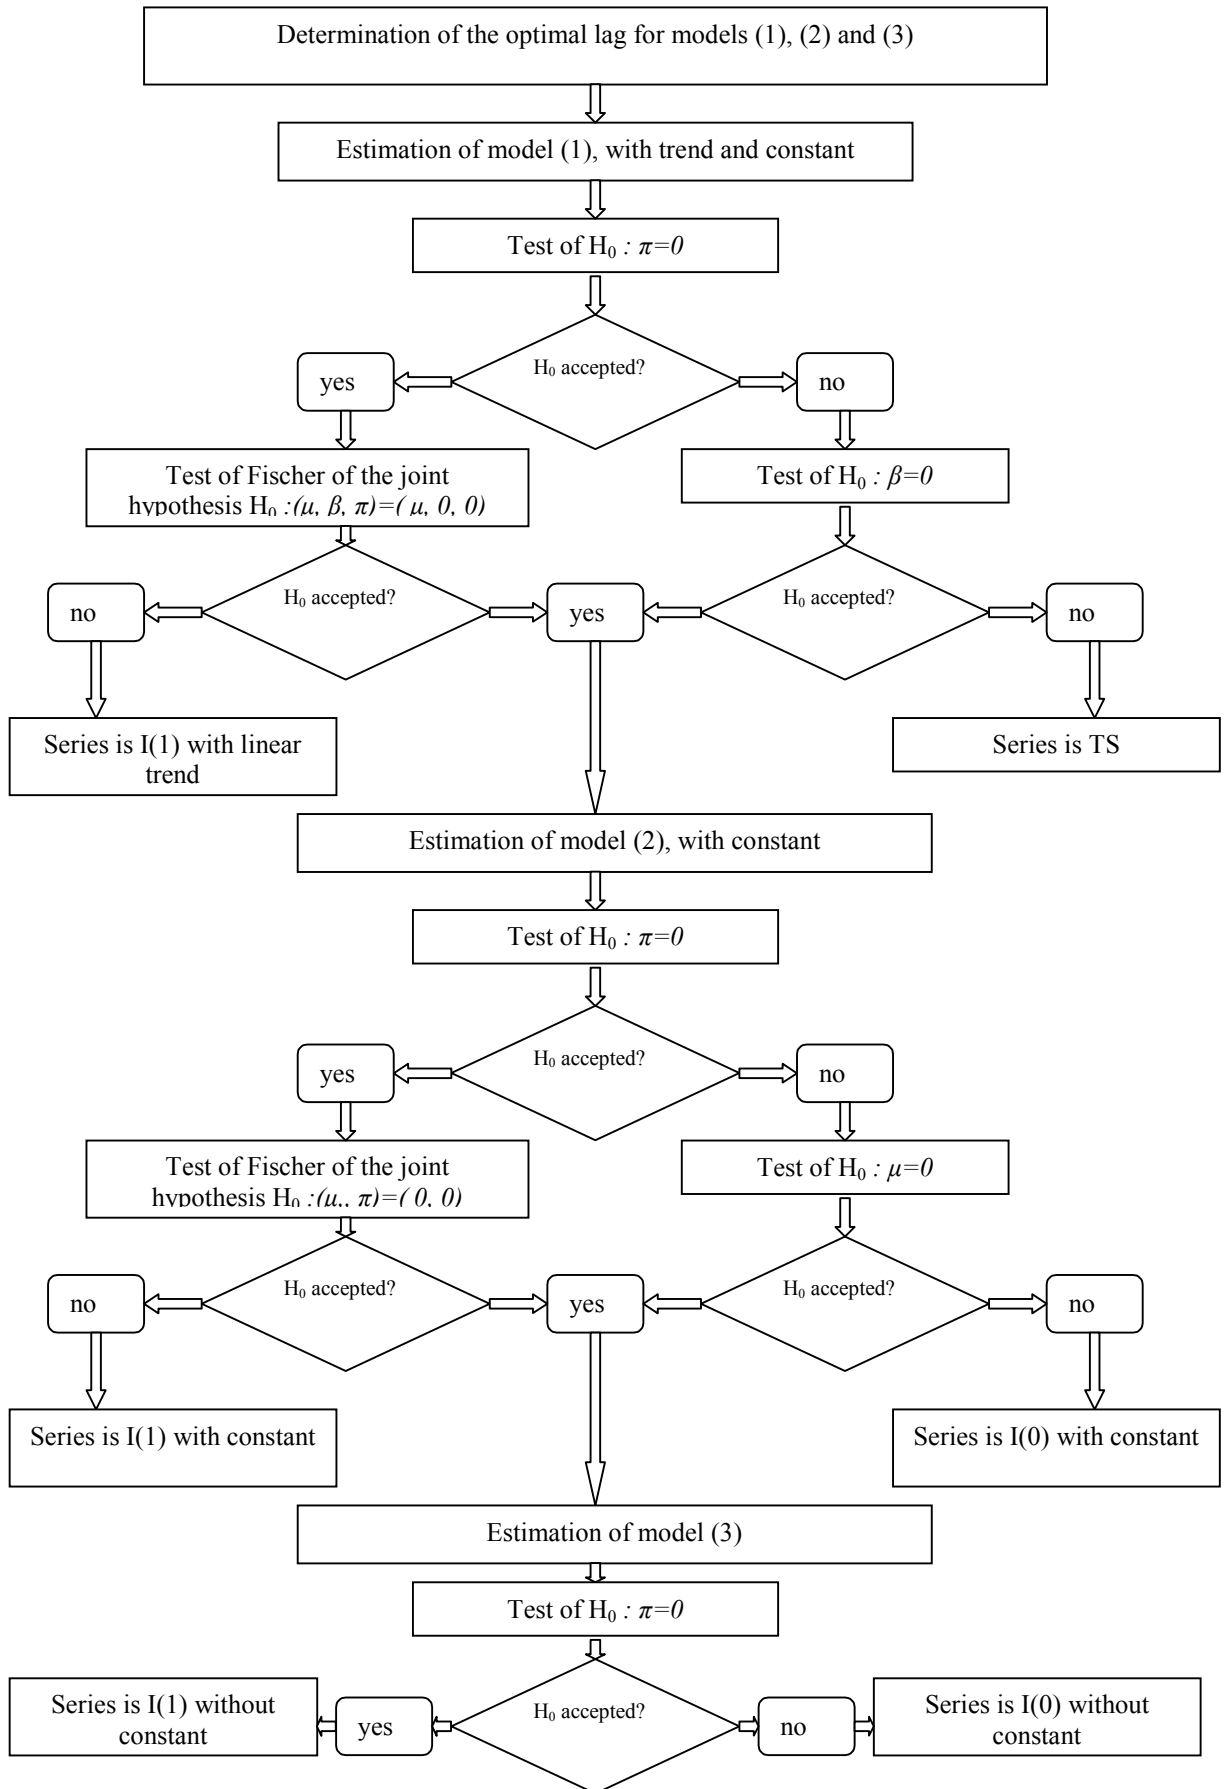 Determination of the optimal lag for models (1), (2) and (3)
Estimation of model (1), with trend and constant
Test of H₀ : π=0
H₀ accepted?
yes
no
Test of Fischer of the joint
hypothesis H₀ :(μ, β, π)=( μ, 0, 0)
Test of H₀ : β=0
no
H₀ accepted?
yes
H₀ accepted?
no
Series is I(1) with linear
trend
Series is TS
Estimation of model (2), with constant
Test of H₀ : π=0
H₀ accepted?
yes
no
Test of Fischer of the joint
hypothesis H₀ :(μ,, π)=( 0, 0)
Test of H₀ : μ=0
no
H₀ accepted?
yes
H₀ accepted?
no
Series is I(1) with constant
Series is I(0) with constant
Estimation of model (3)
Test of H₀ : π=0
Series is I(1) without
constant
yes
H₀ accepted?
no
Series is I(0) without
constant